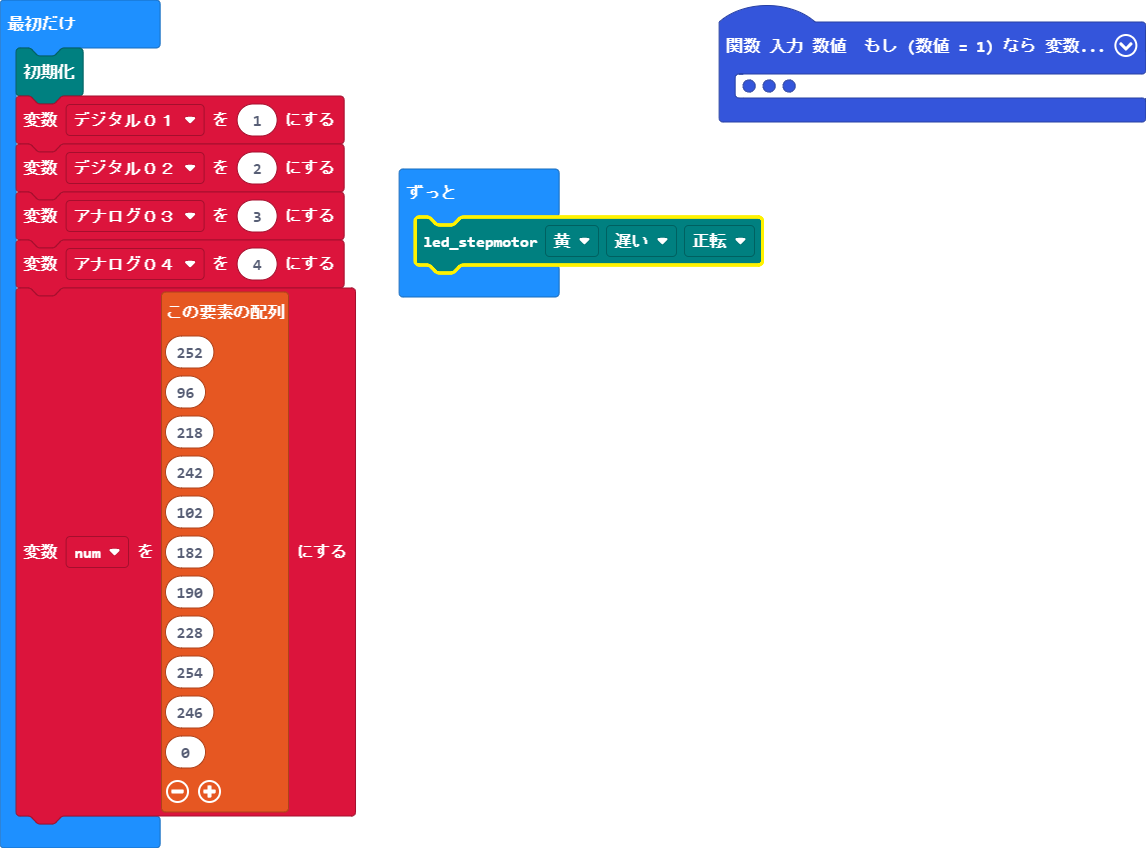 最初だけ
初期化
変数 デジタル０１ を 1 にする
変数 デジタル０２ を 2 にする
変数 アナログ０３ を 3 にする
変数 アナログ０４ を 4 にする
変数 num を この要素の配列 にする
252
96
218
242
102
182
190
228
254
246
0
ずっと
led_stepmotor 黄 遅い 正転
関数 入力 数値 もし (数値 = 1) なら 変数...